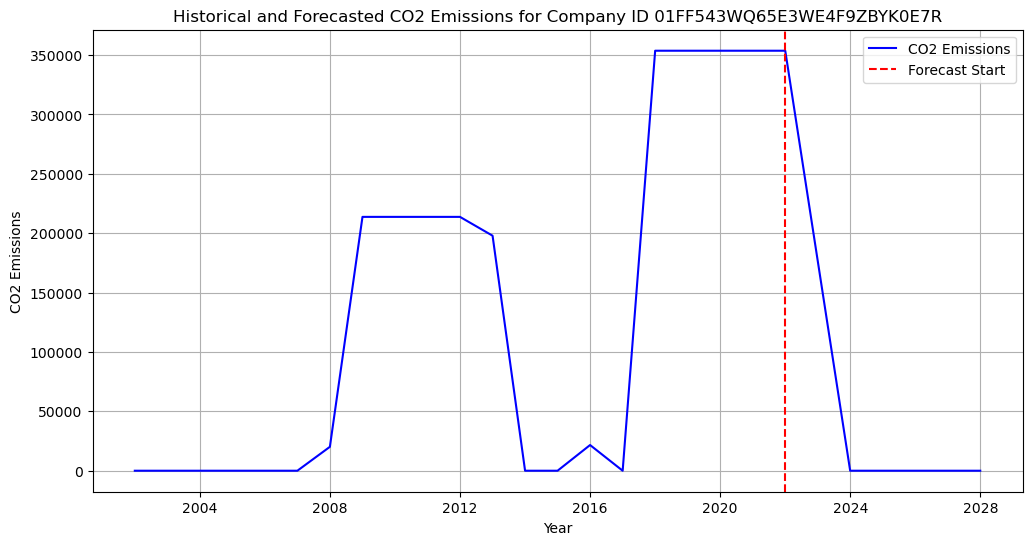 Historical and Forecasted CO2 Emissions for Company ID 01FF543WQ65E3WE4F9ZBYK0E7R
CO2 Emissions
Forecast Start
350000
300000
250000
200000
150000
100000
50000
0
CO2 Emissions
2004 2008 2012 2016 2020 2024 2028
Year